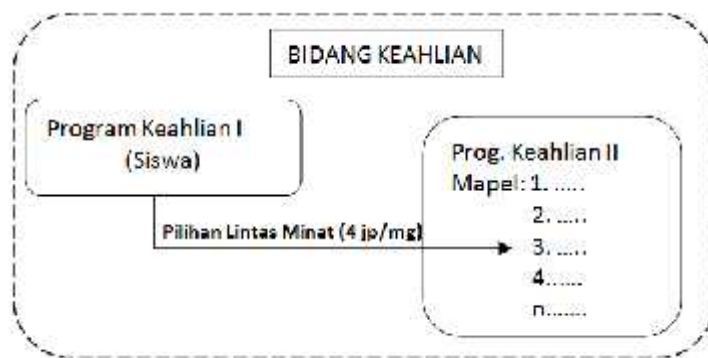 BIDANG KEAHLIAN
Program Keahlian I
(Siswa)
Prog. Keahlian II
Mapel: 1. .....
2. .....
3. .....
4......
n.......
Pilihan Lintas Minat (4 jp/mg)